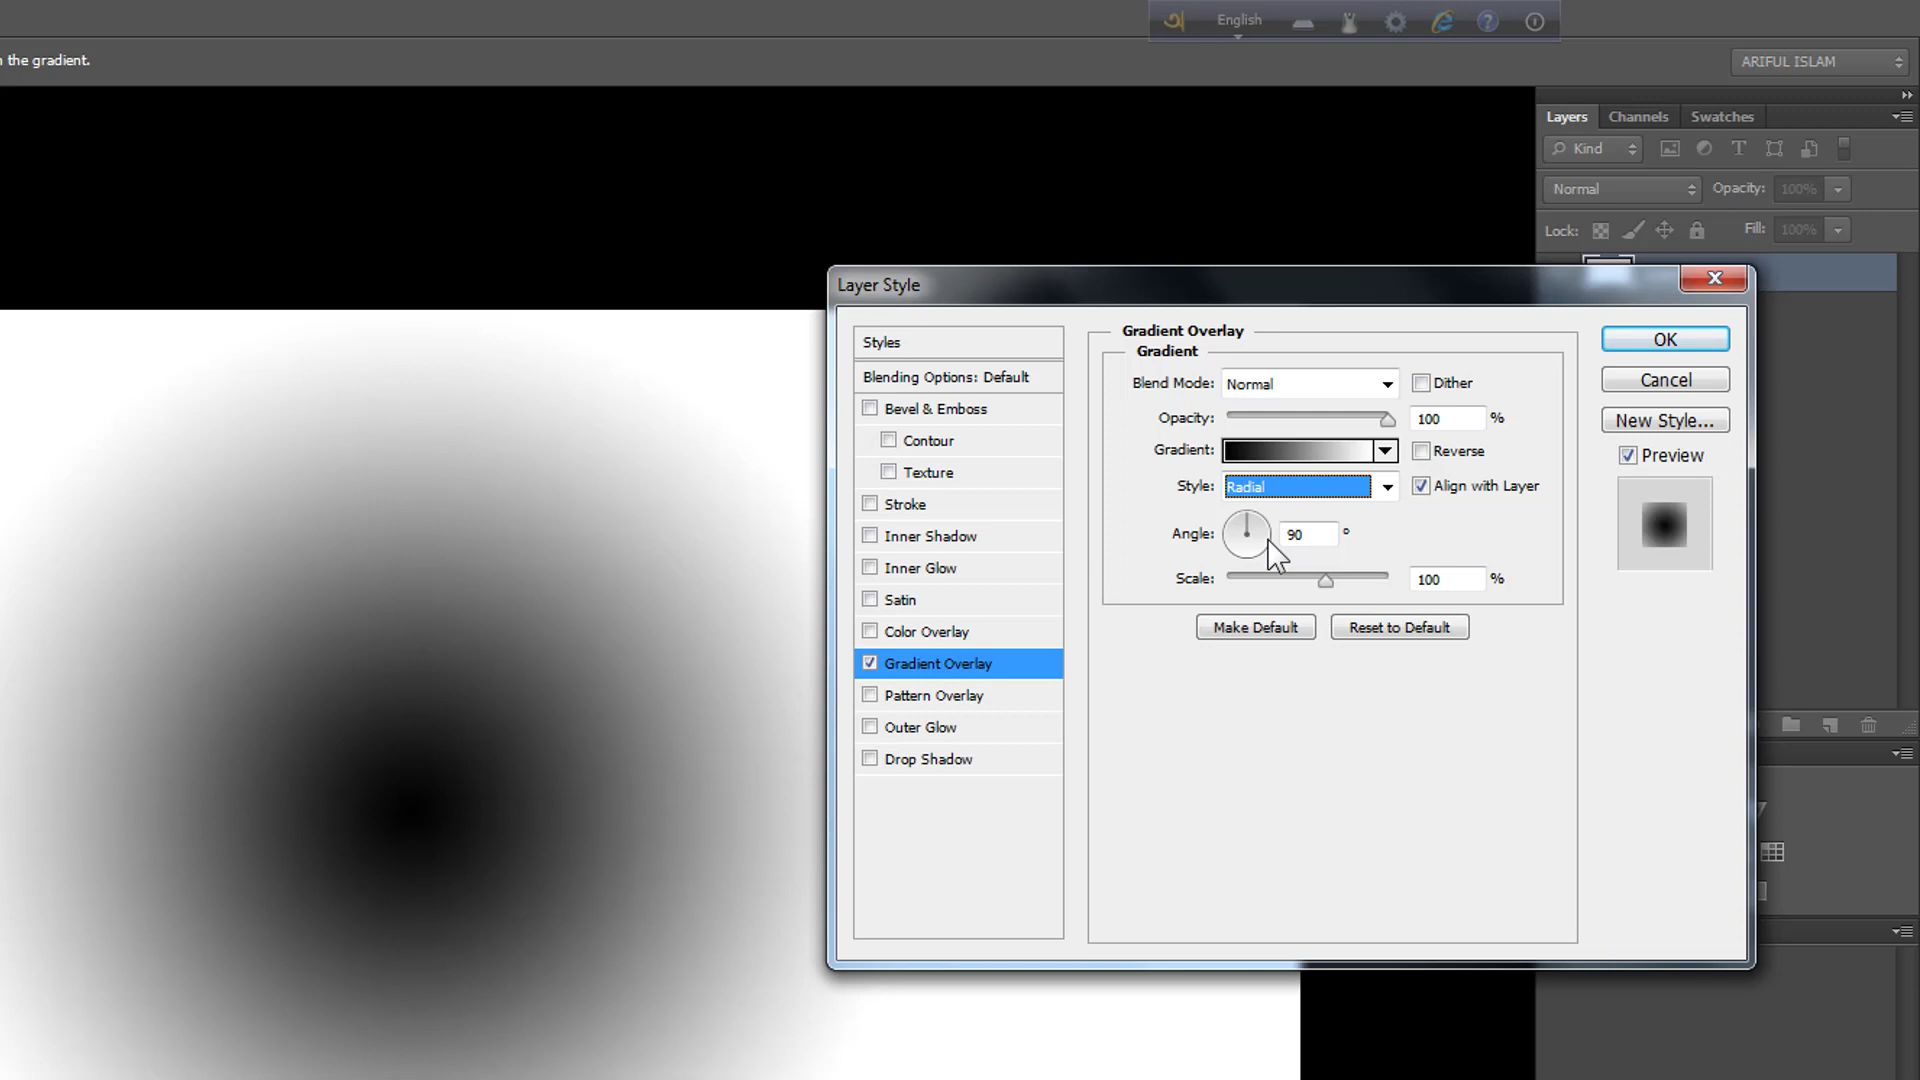 English
n the gradient.
ARIFUL ISLAM
Layers Channels Swatches
Kind
Normal Opacity: 100%
Lock: Fill: 100%
Layer Style
Styles
Blending Options: Default
Bevel & Emboss
Contour
Texture
Stroke
Inner Shadow
Inner Glow
Satin
Color Overlay
Gradient Overlay
Pattern Overlay
Outer Glow
Drop Shadow
Gradient Overlay
Gradient
Blend Mode: Normal Dither
Opacity: 100 %
Gradient: Reverse
Style: Radial Align with Layer
Angle: 90 °
Scale: 100 %
Make Default Reset to Default
OK
Cancel
New Style...
Preview